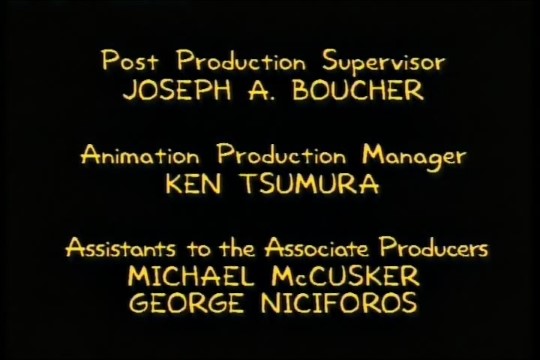 Post Production Supervisor
JOSEPH A. BOUCHER
Animation Production Manager
KEN TSUMURA
Assistants to the Associate Producers
MICHAEL McCUSKER
GEORGE NICIFOROS